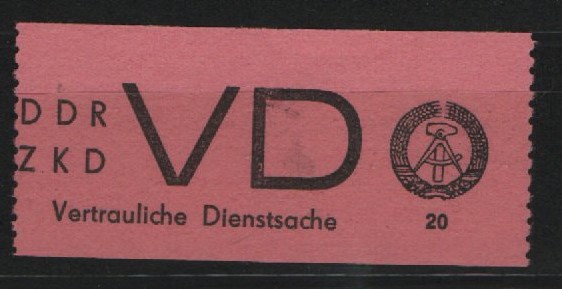 DDR
ZKD
VD
Vertrauliche Dienstsache
20